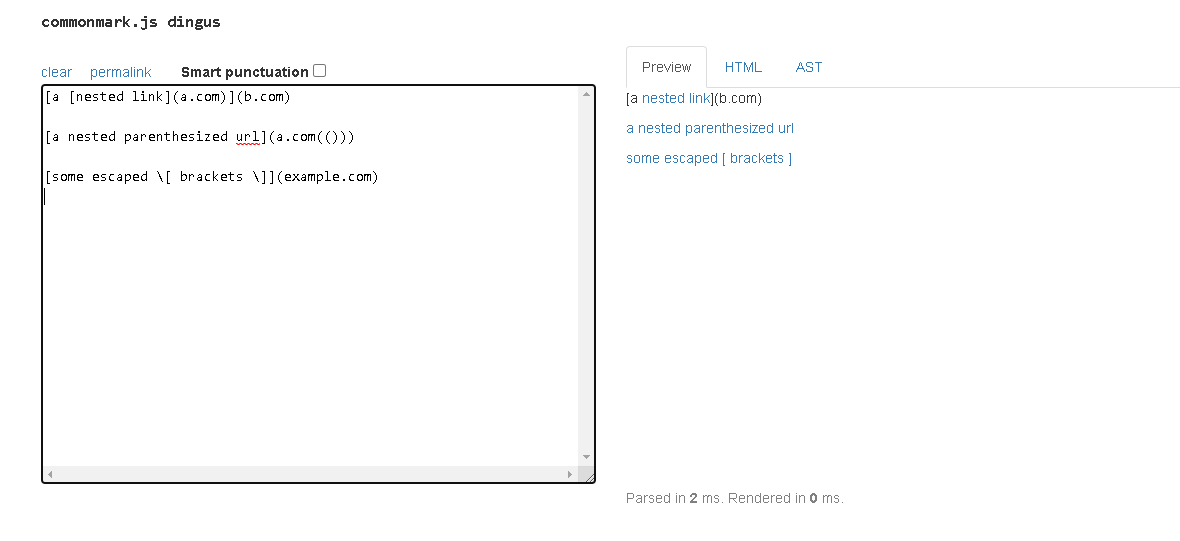 commonmark.js dingus
clear permalink Smart punctuation
Preview HTML AST
[a [nested link](a.com)](b.com)
[a nested parenthesized url](a.com(()))
[some escaped \[ brackets \]](example.com)
[a nested link](b.com)
a nested parenthesized url
some escaped [ brackets ]
Parsed in 2 ms. Rendered in 0 ms.